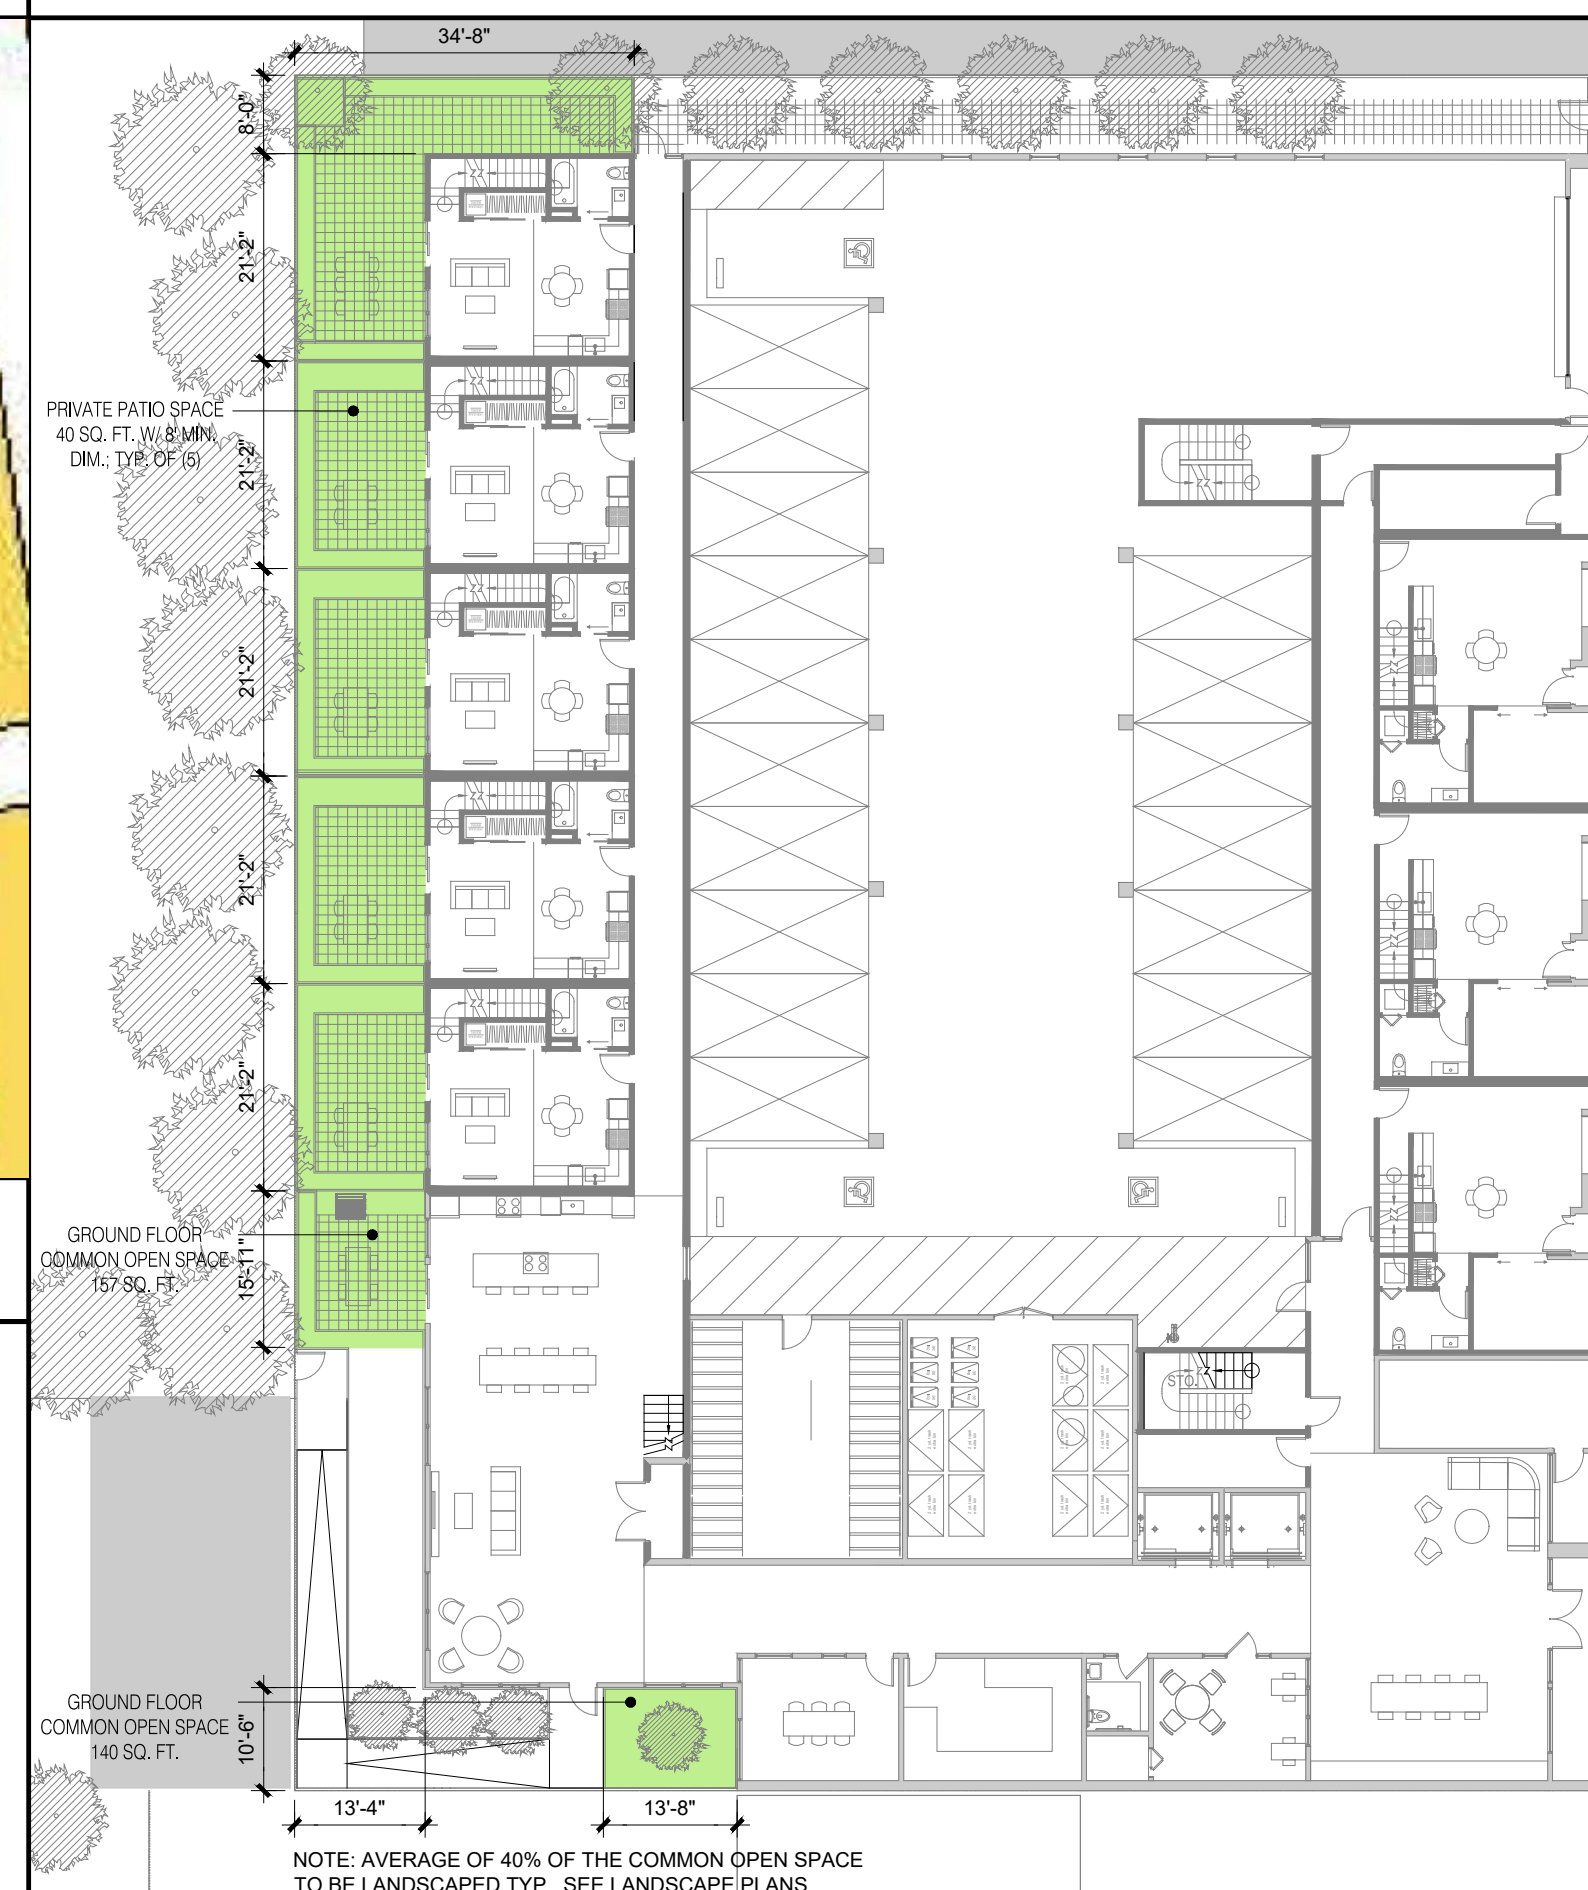 34'-8"
8'-0"
21'-2"
PRIVATE PATIO SPACE
40 SQ. FT. W/ 8' MIN.
DIM.; TYP. OF (5)
21'-2"
21'-2"
21'-2"
21'-2"
GROUND FLOOR
COMMON OPEN SPACE
157 SQ. FT.
15'-11"
STO.
GROUND FLOOR
COMMON OPEN SPACE
140 SQ. FT.
10'-6"
13'-4"
13'-8"
NOTE: AVERAGE OF 40% OF THE COMMON OPEN SPACE
TO BE LANDSCAPED TYP. SEE LANDSCAPE PLANS